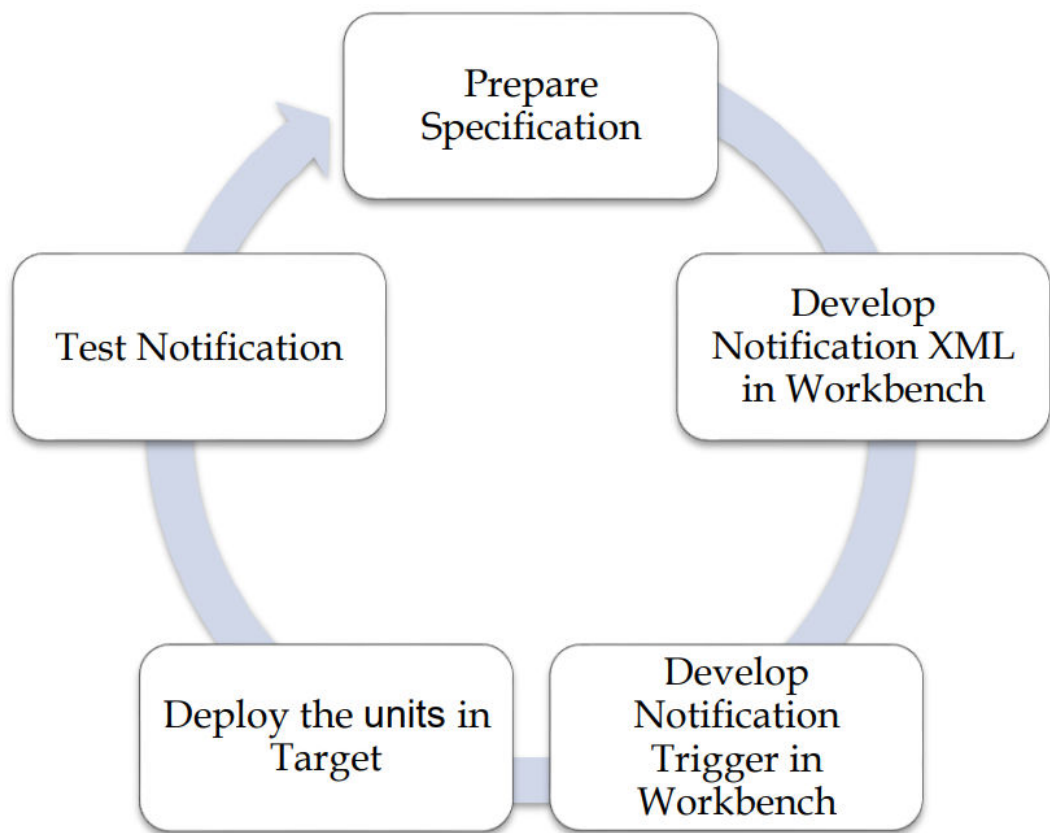 Prepare
Specification
Develop
Notification XML
in Workbench
Develop
Notification
Trigger in
Workbench
Deploy the units in
Target
Test Notification